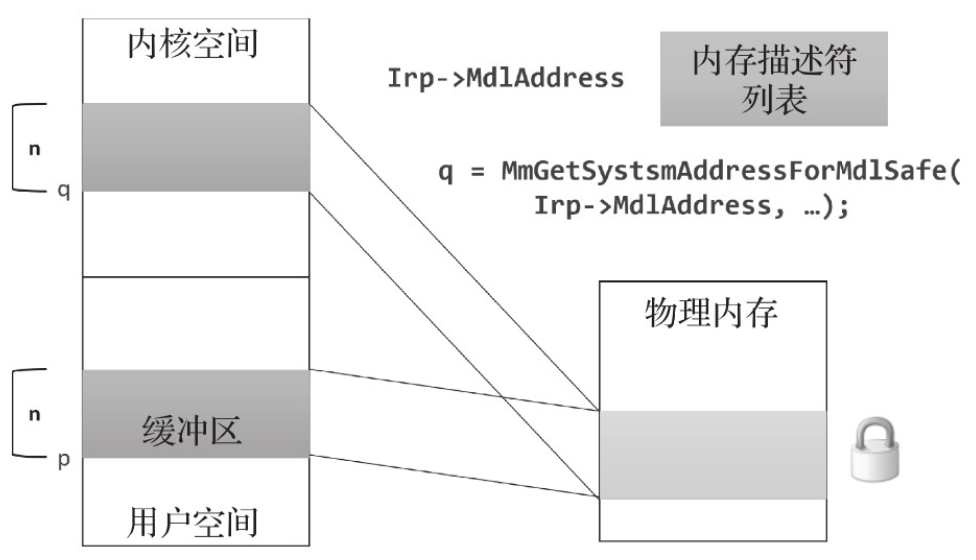 内核空间
Irp->MdlAddress
内存描述符
列表
n
q
q = MmGetSystsmAddressForMdlSafe(
Irp->MdlAddress, …);
物理内存
n
缓冲区
p
用户空间